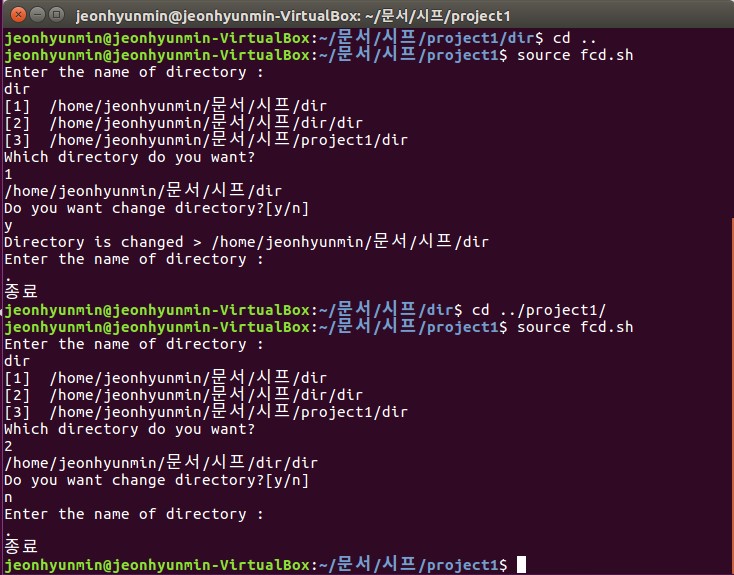 jeonhyunmin@jeonhyunmin-VirtualBox: ~/문서/시프/project1
jeonhyunmin@jeonhyunmin-VirtualBox:~/문서/시프/project1/dir$ cd ..
jeonhyunmin@jeonhyunmin-VirtualBox:~/문서/시프/project1$ source fcd.sh
Enter the name of directory :
dir
[1]  /home/jeonhyunmin/문서/시프/dir
[2]  /home/jeonhyunmin/문서/시프/dir/dir
[3]  /home/jeonhyunmin/문서/시프/project1/dir
Which directory do you want?
1
/home/jeonhyunmin/문서/시프/dir
Do you want change directory?[y/n]
y
Directory is changed > /home/jeonhyunmin/문서/시프/dir
Enter the name of directory :
.
종료
jeonhyunmin@jeonhyunmin-VirtualBox:~/문서/시프/dir$ cd ../project1/
jeonhyunmin@jeonhyunmin-VirtualBox:~/문서/시프/project1$ source fcd.sh
Enter the name of directory :
dir
[1]  /home/jeonhyunmin/문서/시프/dir
[2]  /home/jeonhyunmin/문서/시프/dir/dir
[3]  /home/jeonhyunmin/문서/시프/project1/dir
Which directory do you want?
2
/home/jeonhyunmin/문서/시프/dir/dir
Do you want change directory?[y/n]
n
Enter the name of directory :
.
종료
jeonhyunmin@jeonhyunmin-VirtualBox:~/문서/시프/project1$